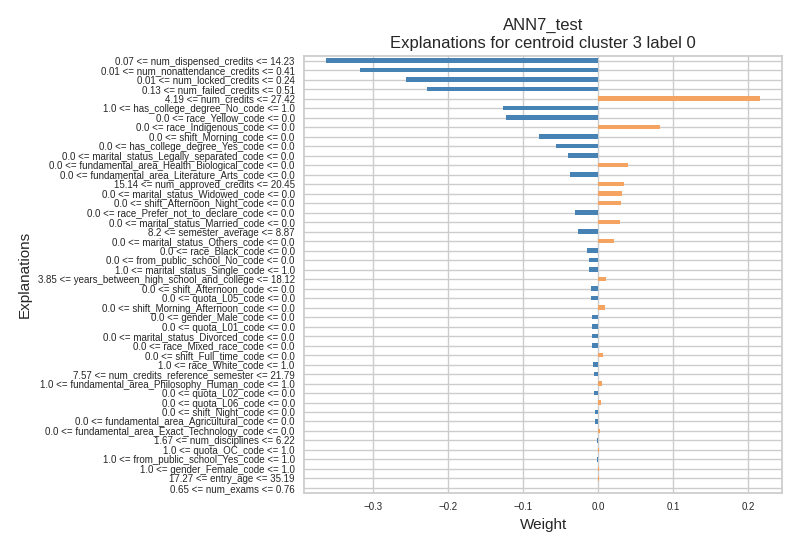 ANN7_test
Explanations for centroid cluster 3 label 0
0.07 <= num_dispensed_credits <= 14.23
0.01 <= num_nonattendance_credits <= 0.41
0.01 <= num_locked_credits <= 0.24
0.13 <= num_failed_credits <= 0.51
4.19 <= num_credits <= 27.42
1.0 <= has_college_degree_No_code <= 1.0
0.0 <= race_Yellow_code <= 0.0
0.0 <= race_Indigenous_code <= 0.0
0.0 <= shift_Morning_code <= 0.0
0.0 <= has_college_degree_Yes_code <= 0.0
0.0 <= marital_status_Legally_separated_code <= 0.0
0.0 <= fundamental_area_Health_Biological_code <= 0.0
0.0 <= fundamental_area_Literature_Arts_code <= 0.0
15.14 <= num_approved_credits <= 20.45
0.0 <= marital_status_Widowed_code <= 0.0
0.0 <= shift_Afternoon_Night_code <= 0.0
0.0 <= race_Prefer_not_to_declare_code <= 0.0
0.0 <= marital_status_Married_code <= 0.0
8.2 <= semester_average <= 8.87
0.0 <= marital_status_Others_code <= 0.0
0.0 <= race_Black_code <= 0.0
0.0 <= from_public_school_No_code <= 0.0
1.0 <= marital_status_Single_code <= 1.0
3.85 <= years_between_high_school_and_college <= 18.12
0.0 <= shift_Afternoon_code <= 0.0
0.0 <= quota_L05_code <= 0.0
0.0 <= shift_Morning_Afternoon_code <= 0.0
0.0 <= gender_Male_code <= 0.0
0.0 <= quota_L01_code <= 0.0
0.0 <= marital_status_Divorced_code <= 0.0
0.0 <= race_Mixed_race_code <= 0.0
0.0 <= shift_Full_time_code <= 0.0
1.0 <= race_White_code <= 1.0
7.57 <= num_credits_reference_semester <= 21.79
1.0 <= fundamental_area_Philosophy_Human_code <= 1.0
0.0 <= quota_L02_code <= 0.0
0.0 <= quota_L06_code <= 0.0
0.0 <= shift_Night_code <= 0.0
0.0 <= fundamental_area_Agricultural_code <= 0.0
0.0 <= fundamental_area_Exact_Technology_code <= 0.0
1.67 <= num_disciplines <= 6.22
1.0 <= quota_OC_code <= 1.0
1.0 <= from_public_school_Yes_code <= 1.0
1.0 <= gender_Female_code <= 1.0
17.27 <= entry_age <= 35.19
0.65 <= num_exams <= 0.76
Explanations
−0.3 −0.2 −0.1 0.0 0.1 0.2
Weight